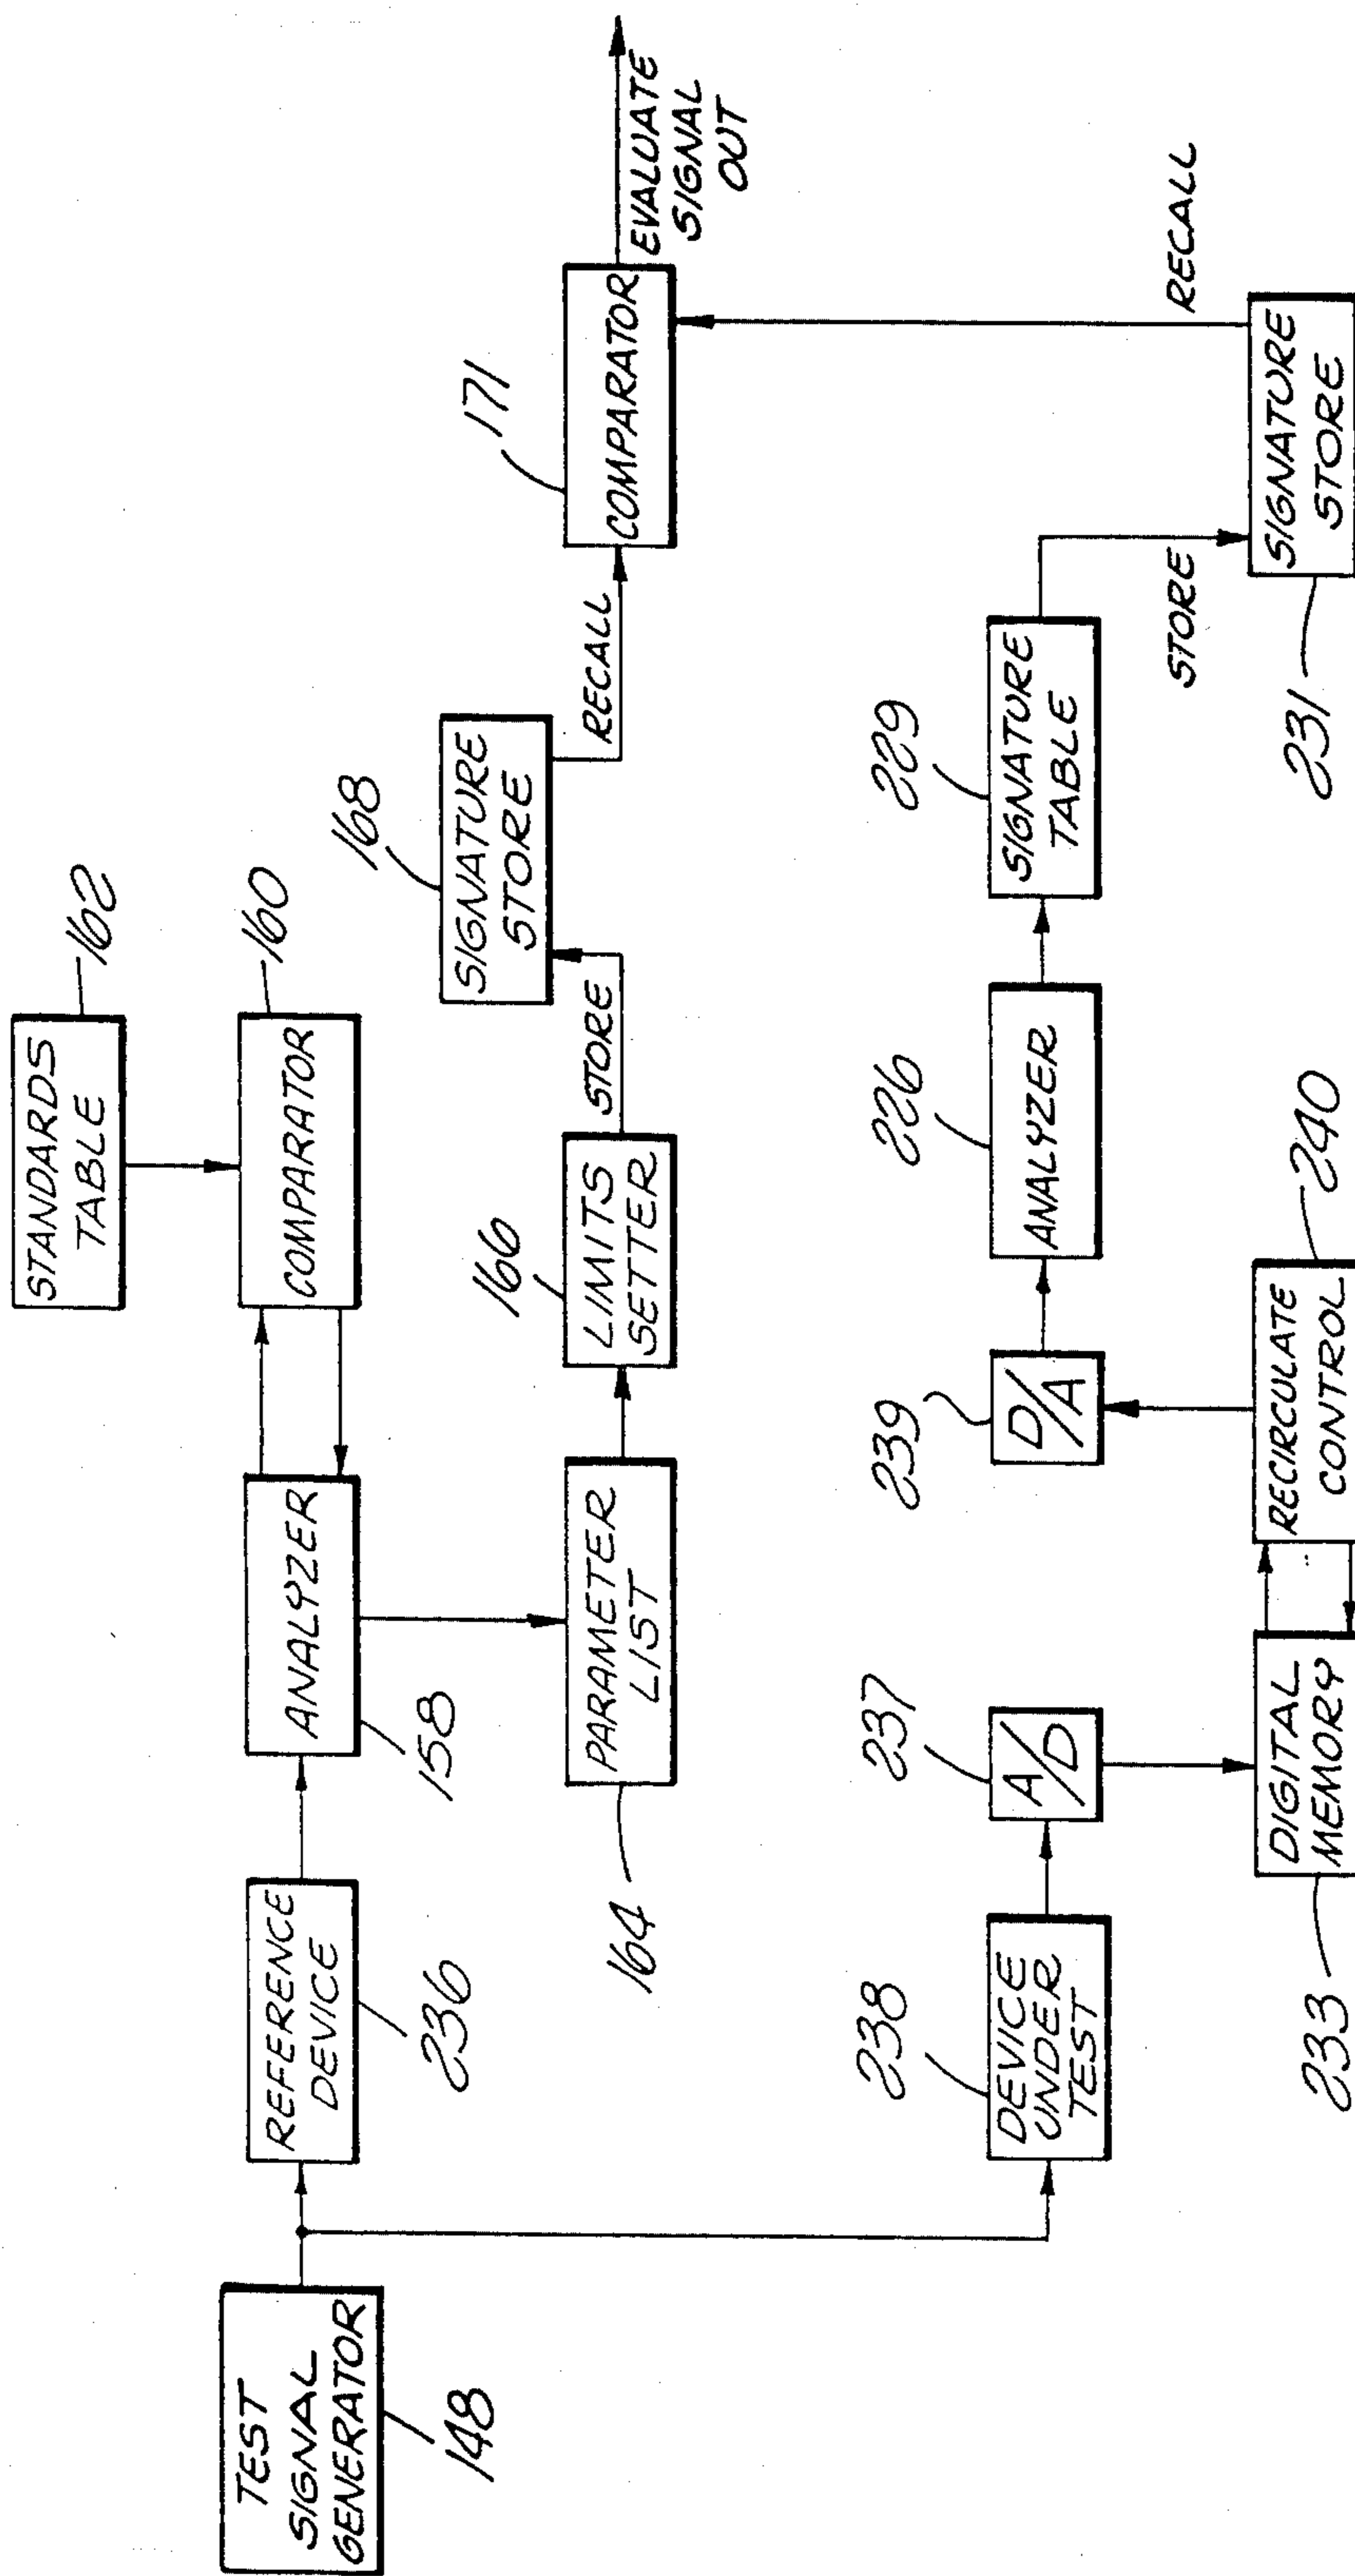 STANDARDS
TABLE
162
COMPARATOR
160
TEST
SIGNAL
GENERATOR
148
REFERENCE
DEVICE
236
ANALYZER
158
PARAMETER
LIST
164
LIMITS
SETTER
166
STORE
SIGNATURE
STORE
168
RECALL
COMPARATOR
171
EVALUATE
SIGNAL
OUT
DEVICE
UNDER
TEST
238
A/D
237
DIGITAL
MEMORY
233
RECIRCULATE
CONTROL
240
D/A
239
ANALYZER
226
SIGNATURE
TABLE
229
STORE
SIGNATURE
STORE
231
RECALL